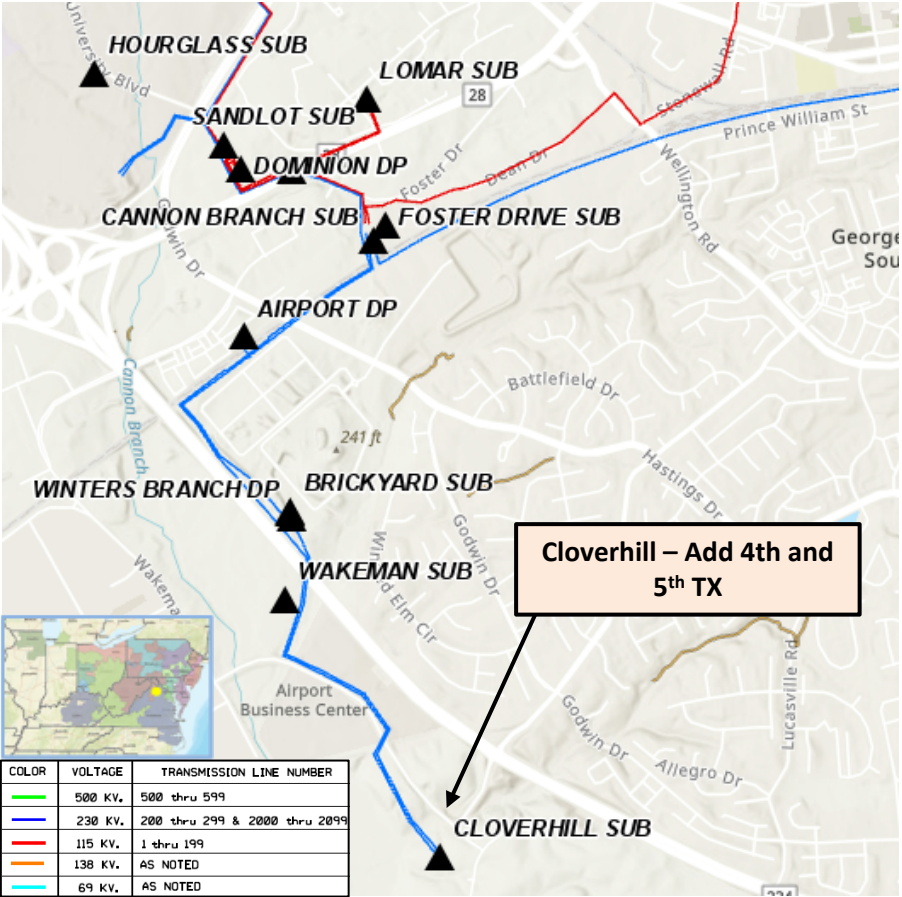 University Blvd
HOURGLASS SUB
LOMAR SUB
28
Stonewall Rd
SANDLOT SUB
Prince William St
DOMINION DP
Foster Dr
Dean Dr
Wellington Rd
CANNON BRANCH SUB
FOSTER DRIVE SUB
Godwin Dr
George
Sou
AIRPORT DP
Cannon Branch
Battlefield Dr
241 ft
Hastings Dr
WINTERS BRANCH DP
BRICKYARD SUB
Godwin Dr
Cloverhill – Add 4th and
5th TX
Wakema
WAKEMAN SUB
Elm Cir
Airport
Business Center
Lucasville Rd
Godwin Dr
Allegro Dr
COLOR VOLTAGE TRANSMISSION LINE NUMBER
500 KV. 500 thru 599
230 KV. 200 thru 299 & 2000 thru 2099
115 KV. 1 thru 199
138 KV. AS NOTED
69 KV. AS NOTED
CLOVERHILL SUB